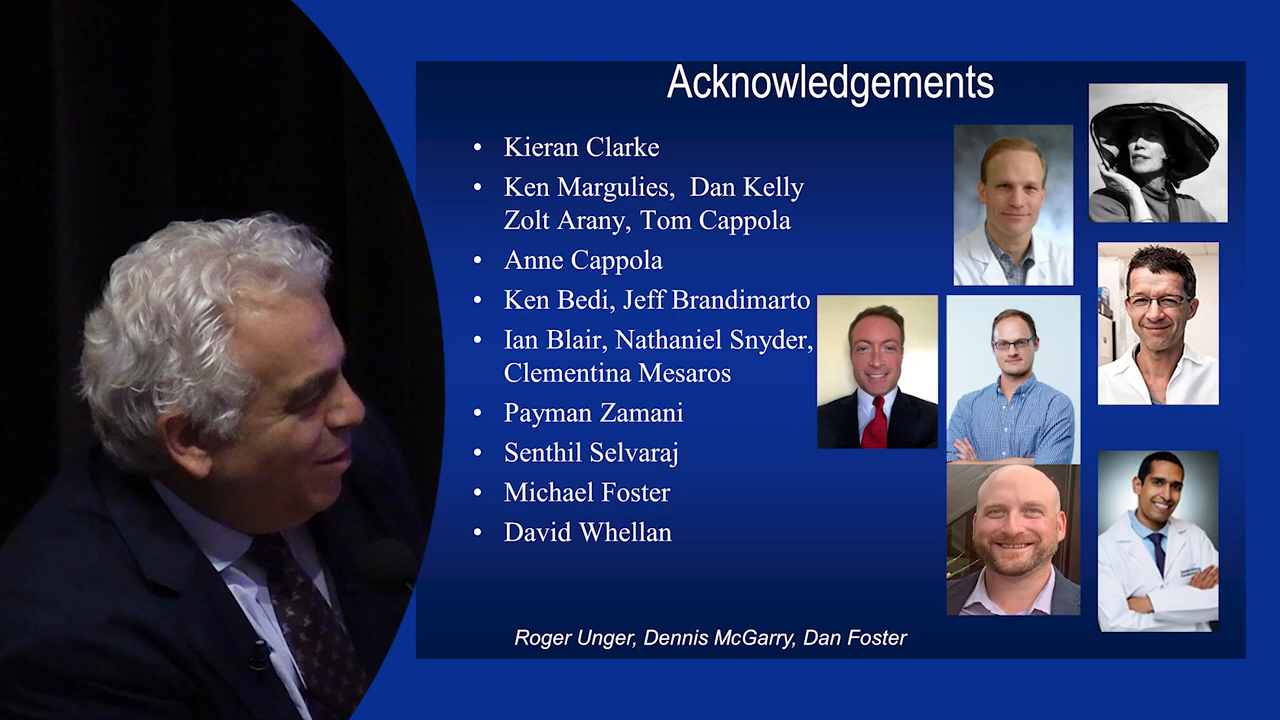 Acknowledgements
• Kieran Clarke
• Ken Margulies, Dan Kelly
Zolt Arany, Tom Cappola
• Anne Cappola
• Ken Bedi, Jeff Brandimarto
• Ian Blair, Nathaniel Snyder,
Clementina Mesaros
• Payman Zamani
• Senthil Selvaraj
• Michael Foster
• David Whellan
Roger Unger, Dennis McGarry, Dan Foster